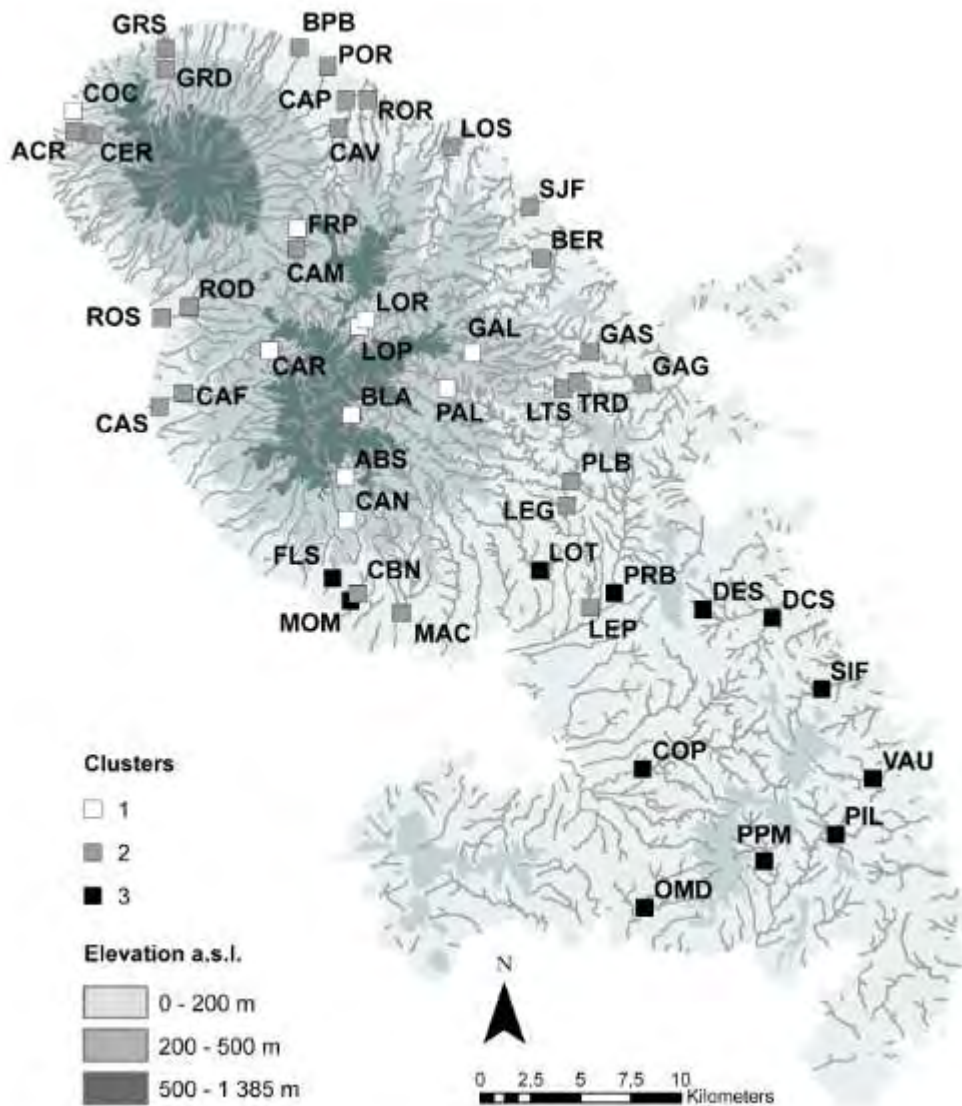 GRS
BPB
POR
GRD
COC
CAP
ROR
ACR
CER
CAV
LOS
SJF
FRP
BER
CAM
ROD
LOR
ROS
GAL
GAS
CAR
LOP
GAG
CAF
BLA
PAL
LTS
TRD
CAS
ABS
PLB
CAN
LEG
FLS
CBN
LOT
PRB
DES
DCS
MOM
MAC
LEP
SIF
COP
VAU
PIL
PPM
OMD
Clusters
1
2
3
Elevation a.s.l.
0 - 200 m
200 - 500 m
500 - 1 385 m
N
0 2,5 5 7,5 10
Kilometers